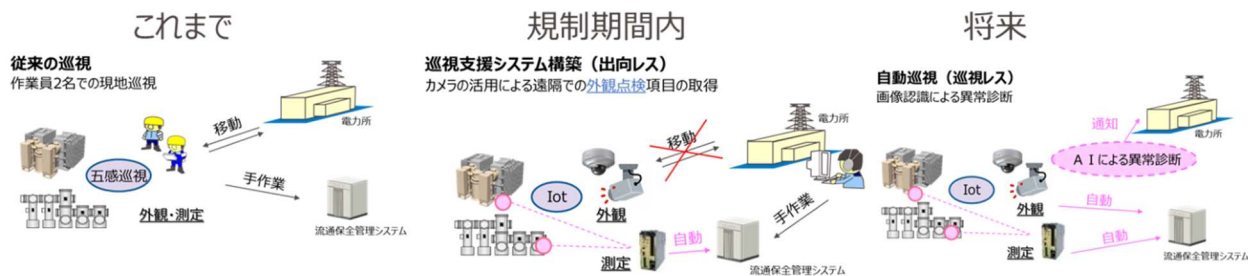 これまで
従来の巡視
作業員2名での現地巡視
移動
電力所
五感巡視
手作業
外観・測定
流通保全管理システム
規制期間内
巡視支援システム構築（出向レス）
カメラの活用による遠隔での外観点検項目の取得
電力所
移動
Iot
外観
手作業
自動
測定
流通保全管理システム
将来
自動巡視（巡視レス）
画像認識による異常診断
通知
電力所
ＡＩによる異常診断
Iot
外観
自動
自動
測定
流通保全管理システム